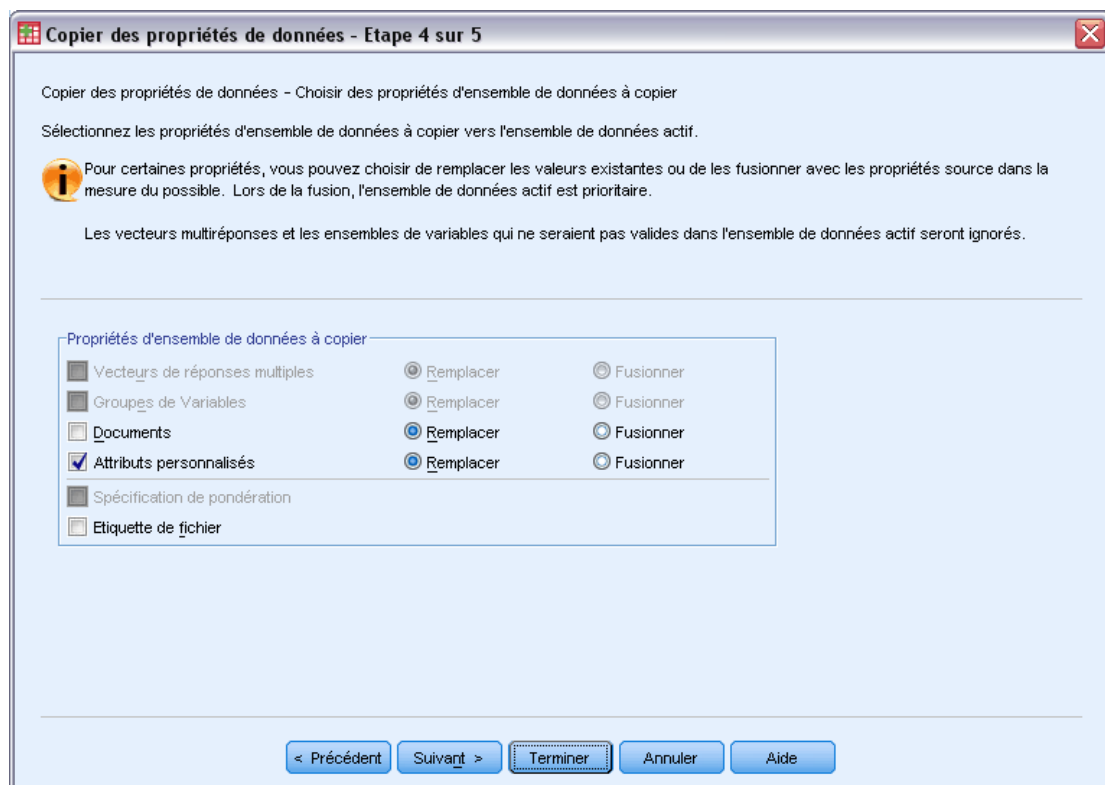 Copier des propriétés de données - Etape 4 sur 5
Copier des propriétés de données - Choisir des propriétés d'ensemble de données à copier
Sélectionnez les propriétés d'ensemble de données à copier vers l'ensemble de données actif.
Pour certaines propriétés, vous pouvez choisir de remplacer les valeurs existantes ou de les fusionner avec les propriétés source dans la
mesure du possible. Lors de la fusion, l'ensemble de données actif est prioritaire.
Les vecteurs multiréponses et les ensembles de variables qui ne seraient pas valides dans l'ensemble de données actif seront ignorés.
Propriétés d'ensemble de données à copier
Vecteurs de réponses multiples Remplacer Fusionner
Groupes de Variables Remplacer Fusionner
Documents Remplacer Fusionner
Attributs personnalisés Remplacer Fusionner
Spécification de pondération
Etiquette de fichier
< Précédent Suivant > Terminer Annuler Aide